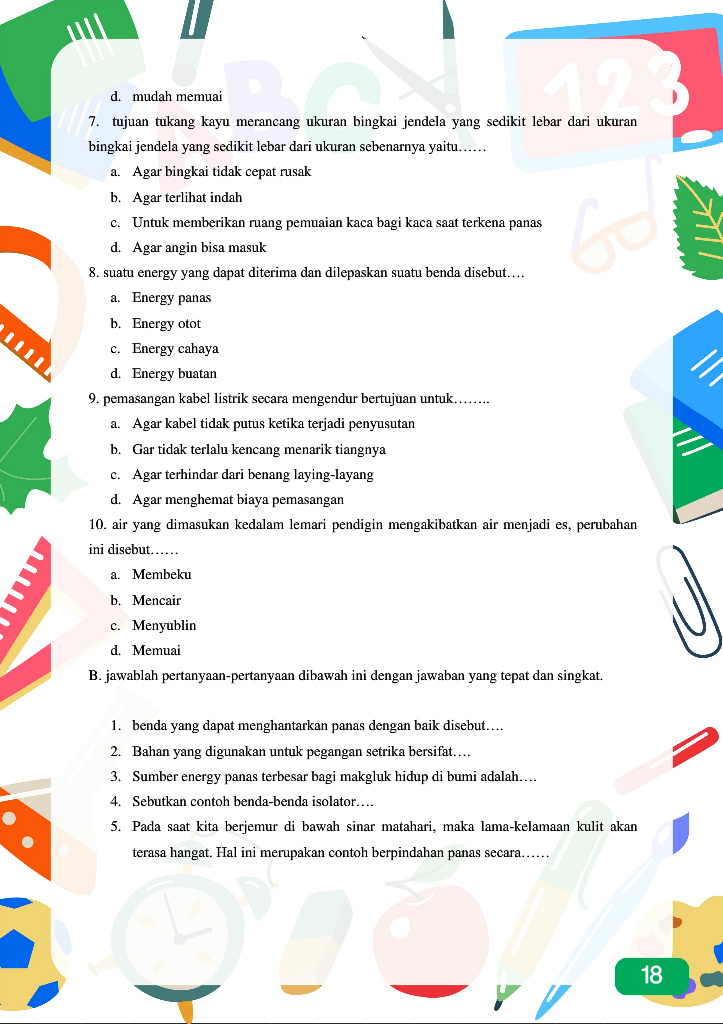 ABC
123
d. mudah memuai
7. tujuan tukang kayu merancang ukuran bingkai jendela yang sedikit lebar dari ukuran
bingkai jendela yang sedikit lebar dari ukuran sebenarnya yaitu……
a. Agar bingkai tidak cepat rusak
b. Agar terlihat indah
c. Untuk memberikan ruang pemuaian kaca bagi kaca saat terkena panas
d. Agar angin bisa masuk
8. suatu energy yang dapat diterima dan dilepaskan suatu benda disebut….
a. Energy panas
b. Energy otot
c. Energy cahaya
d. Energy buatan
9. pemasangan kabel listrik secara mengendur bertujuan untuk……..
a. Agar kabel tidak putus ketika terjadi penyusutan
b. Gar tidak terlalu kencang menarik tiangnya
c. Agar terhindar dari benang laying-layang
d. Agar menghemat biaya pemasangan
10. air yang dimasukan kedalam lemari pendigin mengakibatkan air menjadi es, perubahan
ini disebut……
a. Membeku
b. Mencair
c. Menyublin
d. Memuai
B. jawablah pertanyaan-pertanyaan dibawah ini dengan jawaban yang tepat dan singkat.
1. benda yang dapat menghantarkan panas dengan baik disebut….
2. Bahan yang digunakan untuk pegangan setrika bersifat….
3. Sumber energy panas terbesar bagi makgluk hidup di bumi adalah….
4. Sebutkan contoh benda-benda isolator….
5. Pada saat kita berjemur di bawah sinar matahari, maka lama-kelamaan kulit akan
terasa hangat. Hal ini merupakan contoh berpindahan panas secara……
18